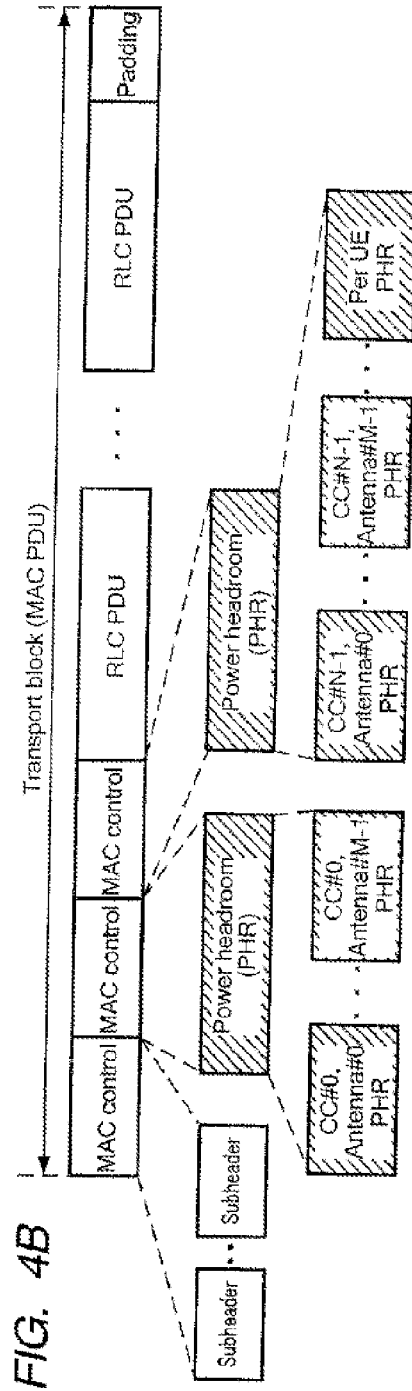 FIG. 4B
Transport block (MAC PDU)
MAC control
MAC control
MAC control
RLC PDU
. . .
RLC PDU
Padding
Subheader
. .
Subheader
Power headroom
(PHR)
Power headroom
(PHR)
CC#0,
Antenna#0
PHR
. . .
CC#0,
Antenna#M-1
PHR
CC#N-1,
Antenna#0
PHR
. . .
CC#N-1,
Antenna#M-1
PHR
. . .
Per UE
PHR